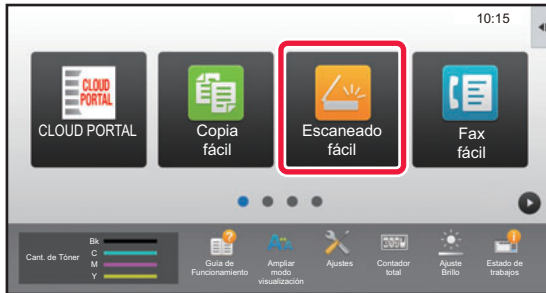 10:15
CLOUD
PORTAL
CLOUD PORTAL
Copia
fácil
Escaneado
fácil
Fax
fácil
Cant. de Tóner
Bk
C
M
Y
Guía de
Funcionamiento
Ampliar
modo
visualización
Ajustes
Contador
total
Ajuste
Brillo
Estado de
trabajos